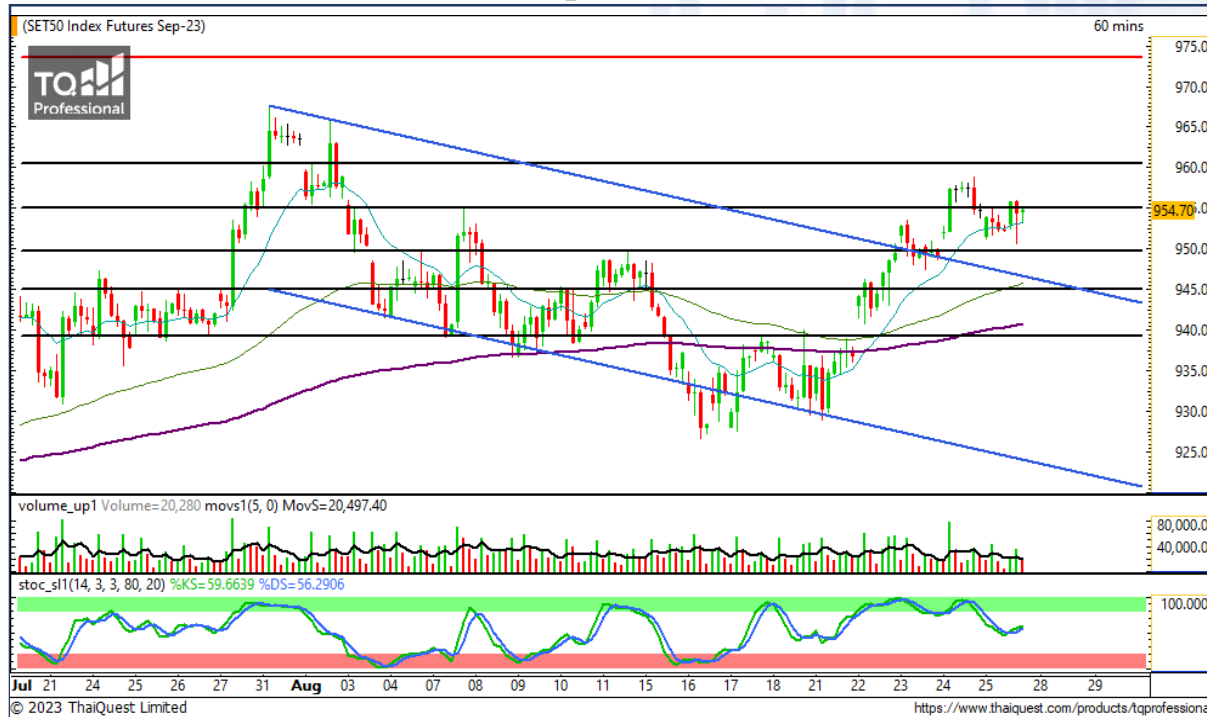 (SET50 Index Futures Sep-23)
60 mins
TQ
Professional
975.0
970.0
965.0
960.0
954.70
950.0
945.0
940.0
935.0
930.0
925.0
volume_up1 Volume=20,280 movs1(5, 0) MovS=20,497.40
80,000.0
40,000.0
stoc_sl1(14, 3, 3, 80, 20) %KS=59.6639 %DS=56.2906
100.000
Jul 21 24 25 26 27 31 Aug 03 04 07 08 09 10 11 15 16 17 18 21 22 23 24 25 28 29
© 2023 ThaiQuest Limited
https://www.thaiquest.com/products/tqprofessiona